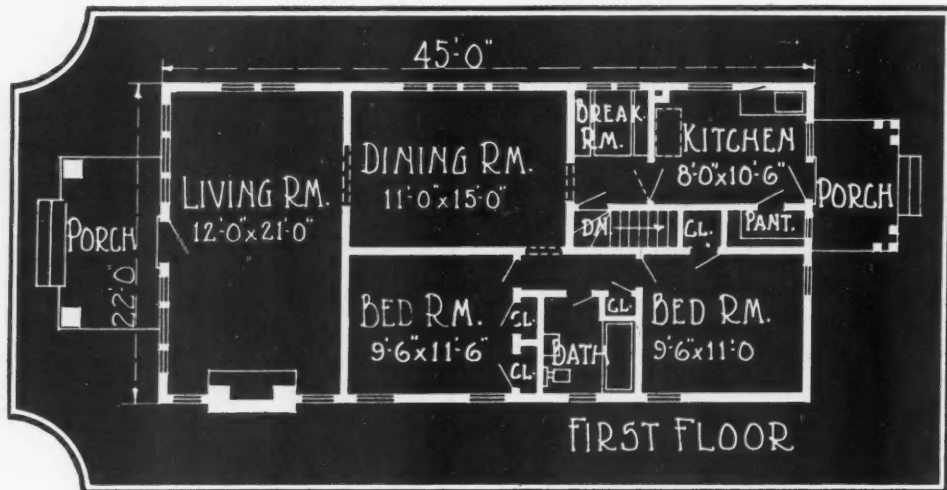 45'-0"
BREAK.
RM.
KITCHEN
8'-0"x10'-6"
DINING RM.
11'-0"x15'-0"
LIVING RM.
12'-0"x21'-0"
PORCH
PORCH
22'-0"
DN.
CL.
PANT.
BED RM.
9'-6"x11'-6"
CL.
CL.
BATH
CL.
BED RM.
9'-6"x11'-0
FIRST FLOOR